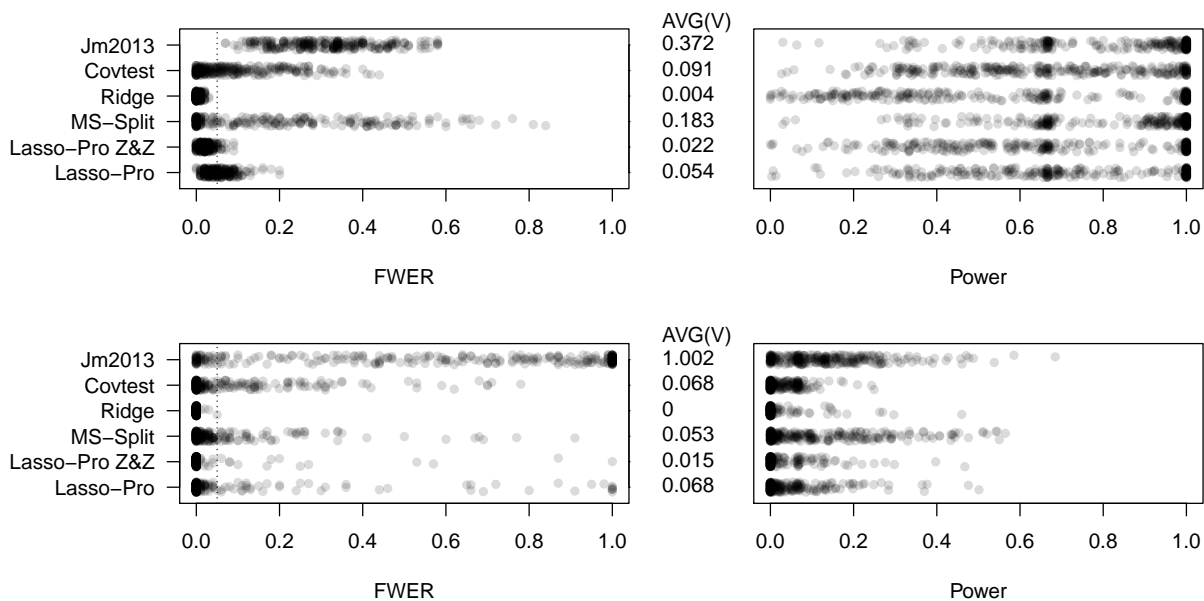 AVG(V)
Jm2013 0.372
Covtest 0.091
Ridge 0.004
MS−Split 0.183
Lasso−Pro Z&Z 0.022
Lasso−Pro 0.054
0.0 0.2 0.4 0.6 0.8 1.0 0.0 0.2 0.4 0.6 0.8 1.0
FWER Power
AVG(V)
Jm2013 1.002
Covtest 0.068
Ridge 0
MS−Split 0.053
Lasso−Pro Z&Z 0.015
Lasso−Pro 0.068
0.0 0.2 0.4 0.6 0.8 1.0 0.0 0.2 0.4 0.6 0.8 1.0
FWER Power